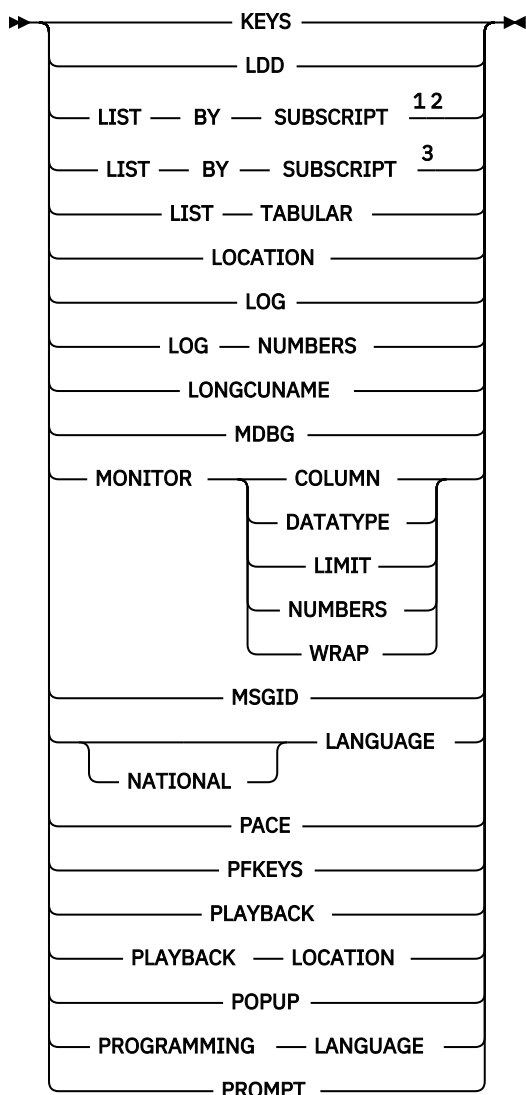 KEYS
LDD
LIST BY SUBSCRIPT 1 2
LIST BY SUBSCRIPT 3
LIST TABULAR
LOCATION
LOG
LOG NUMBERS
LONGCUNAME
MDBG
MONITOR COLUMN
DATATYPE
LIMIT
NUMBERS
WRAP
MSGID
LANGUAGE
NATIONAL
PACE
PFKEYS
PLAYBACK
PLAYBACK LOCATION
POPUP
PROGRAMMING LANGUAGE
PROMPT